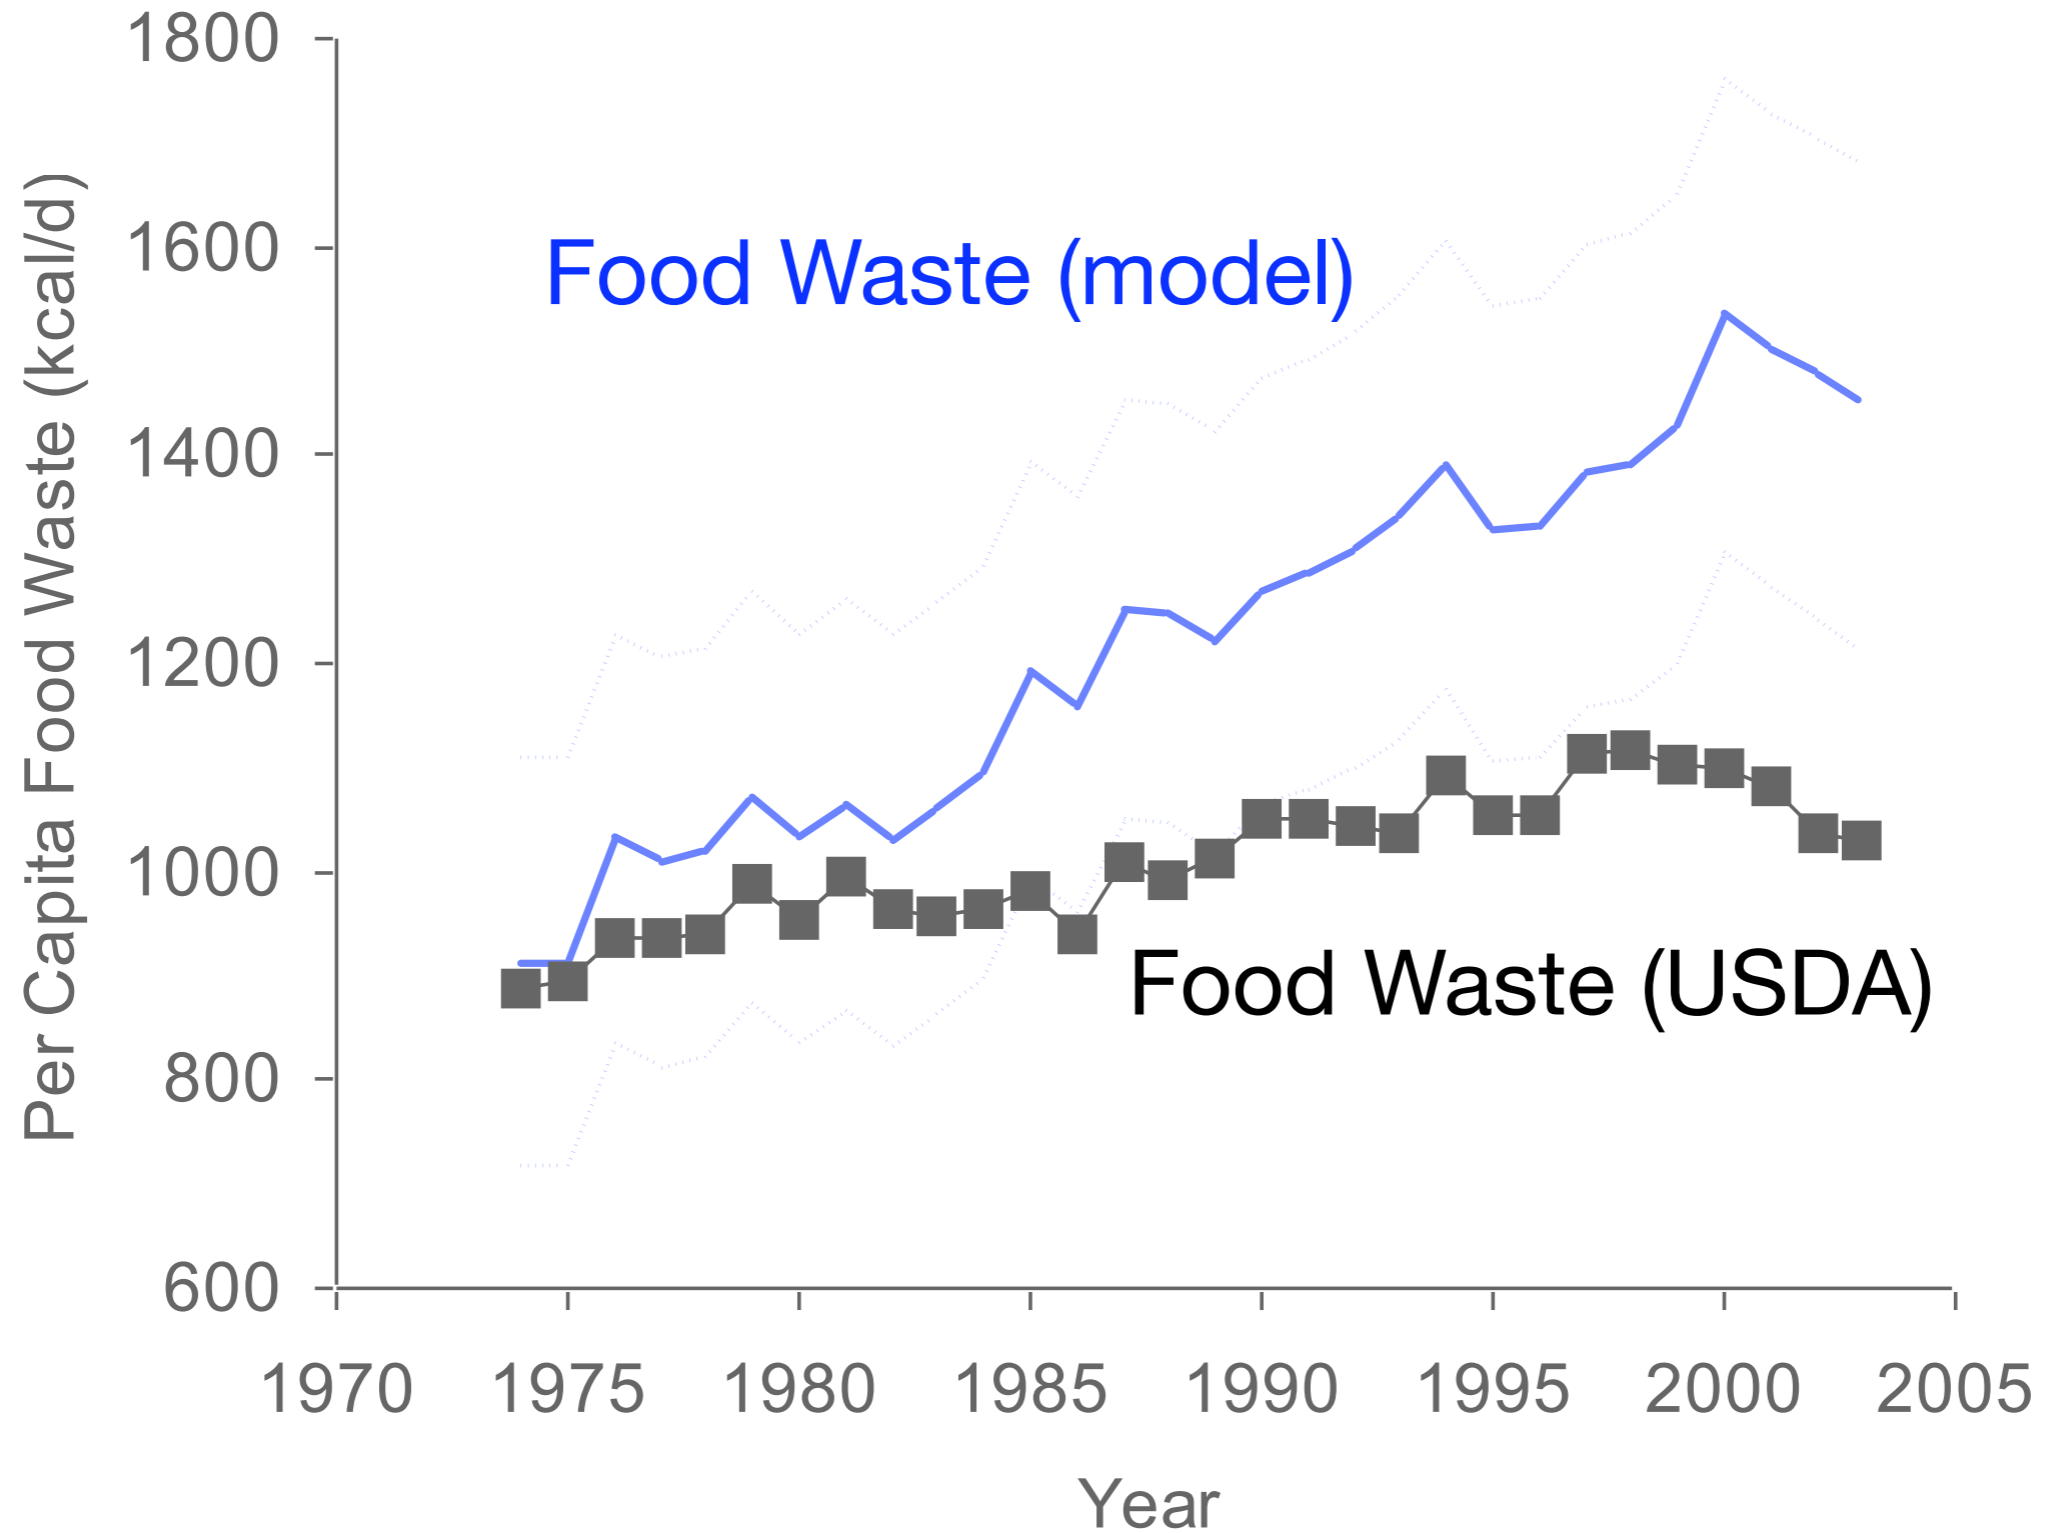 1800
1600
1400
1200
1000
800
600
Per Capita Food Waste (kcal/d)
Food Waste (model)
Food Waste (USDA)
1970 1975 1980 1985 1990 1995 2000 2005
Year